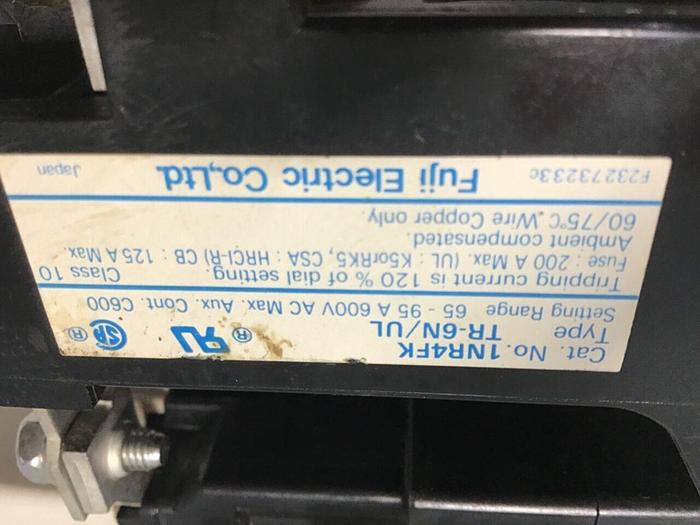 Cat. No. 1NR4FK
Type TR-6N/UL
Setting Range 65 - 95 A 600V AC Max. Aux. Cont. C600
Tripping current is 120 % of dial setting. Class 10
Fuse : 200 A Max. (UL : K5orRK5, CSA : HRCI-R) CB : 125 A Max.
Ambient compensated.
60/75°C. Wire Copper only.
F23273233c Fuji Electric Co.,Ltd. Japan